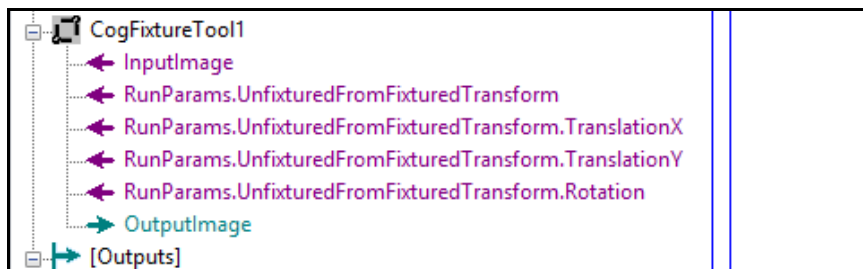 CogFixtureTool1
InputImage
RunParams.UnfixturedFromFixturedTransform
RunParams.UnfixturedFromFixturedTransform.TranslationX
RunParams.UnfixturedFromFixturedTransform.TranslationY
RunParams.UnfixturedFromFixturedTransform.Rotation
OutputImage
[Outputs]